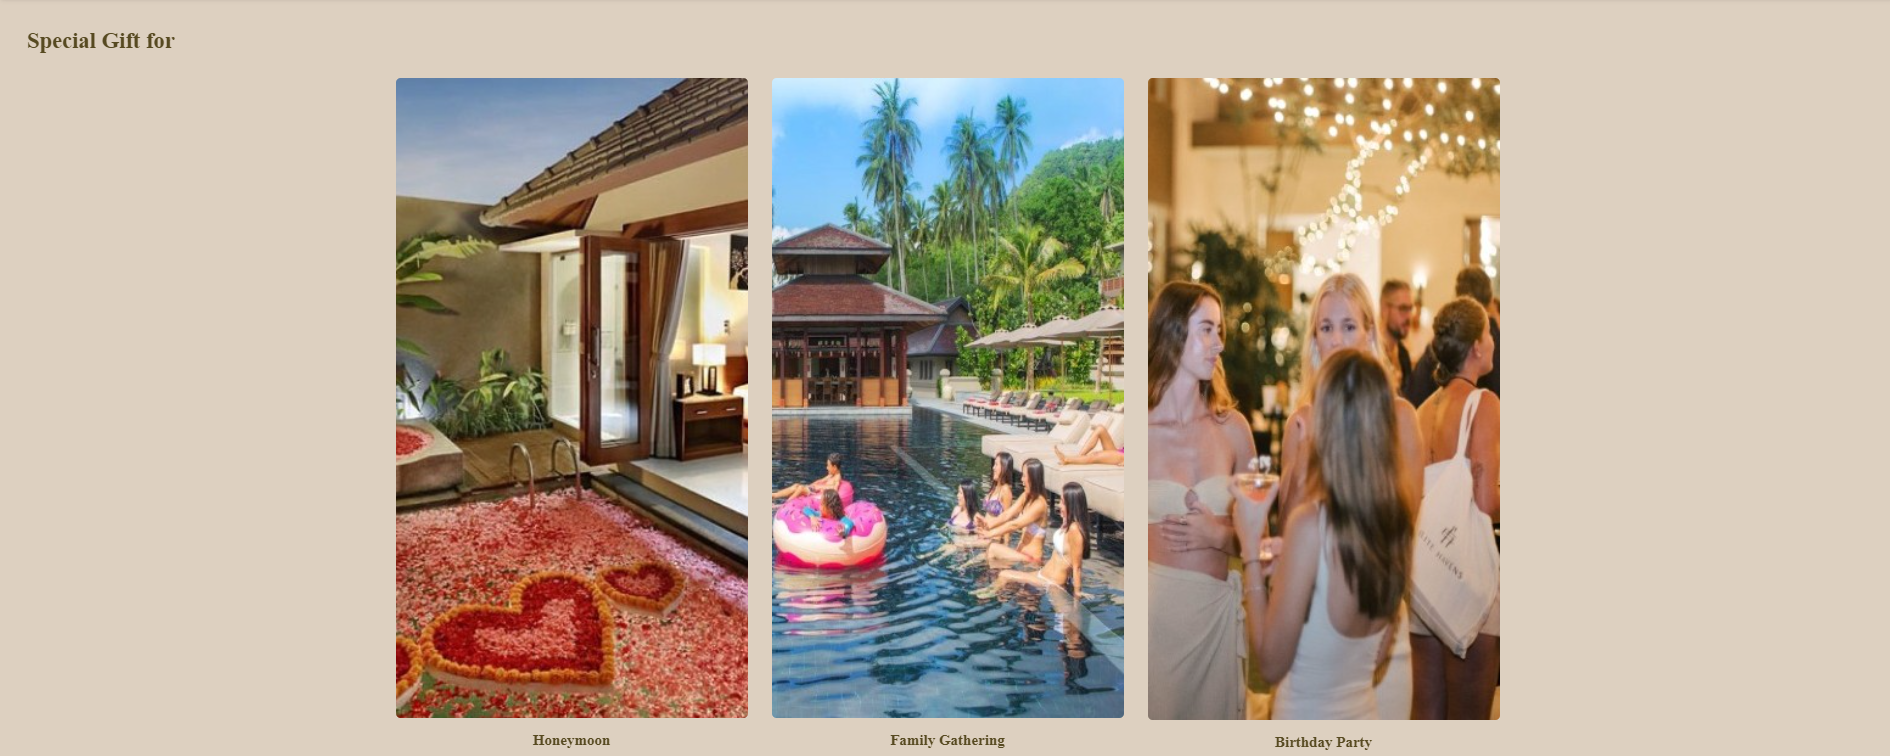 Special Gift for
Honeymoon
Family Gathering
Birthday Party